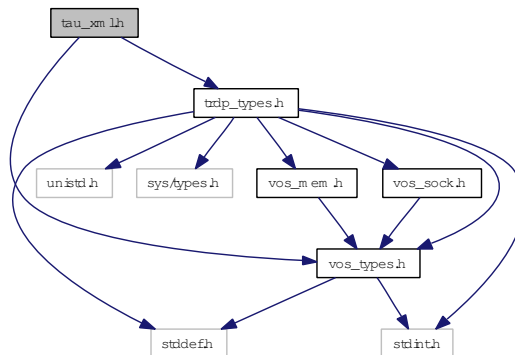 tau_xml.h
trdp_types.h
unistd.h
sys/types.h
vos_mem.h
vos_sock.h
vos_types.h
stddef.h
stdint.h